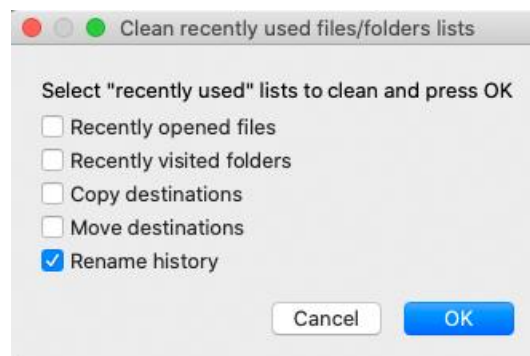 Clean recently used files/folders lists
Select "recently used" lists to clean and press OK
Recently opened files
Recently visited folders
Copy destinations
Move destinations
Rename history
Cancel OK